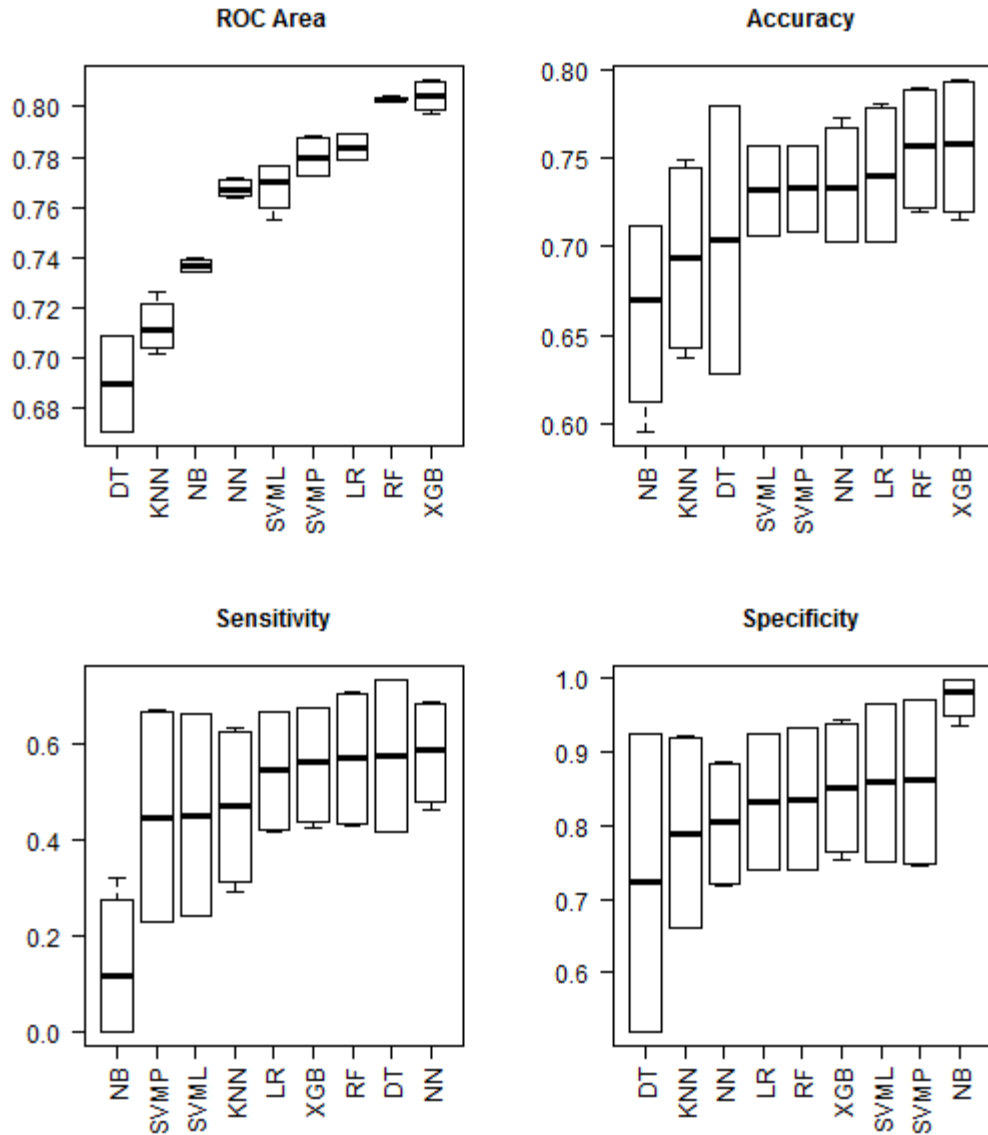 ROC Area
0.80
0.78
0.76
0.74
0.72
0.70
0.68
DT KNN NB NN SVML SVMP LR RF XGB
Accuracy
0.80
0.75
0.70
0.65
0.60
NB KNN DT SVML SVMP NN LR RF XGB
Sensitivity
0.6
0.4
0.2
0.0
NB SVMP SVML KNN LR XGB RF DT NN
Specificity
1.0
0.9
0.8
0.7
0.6
DT KNN NN LR RF XGB SVML SVMP NB